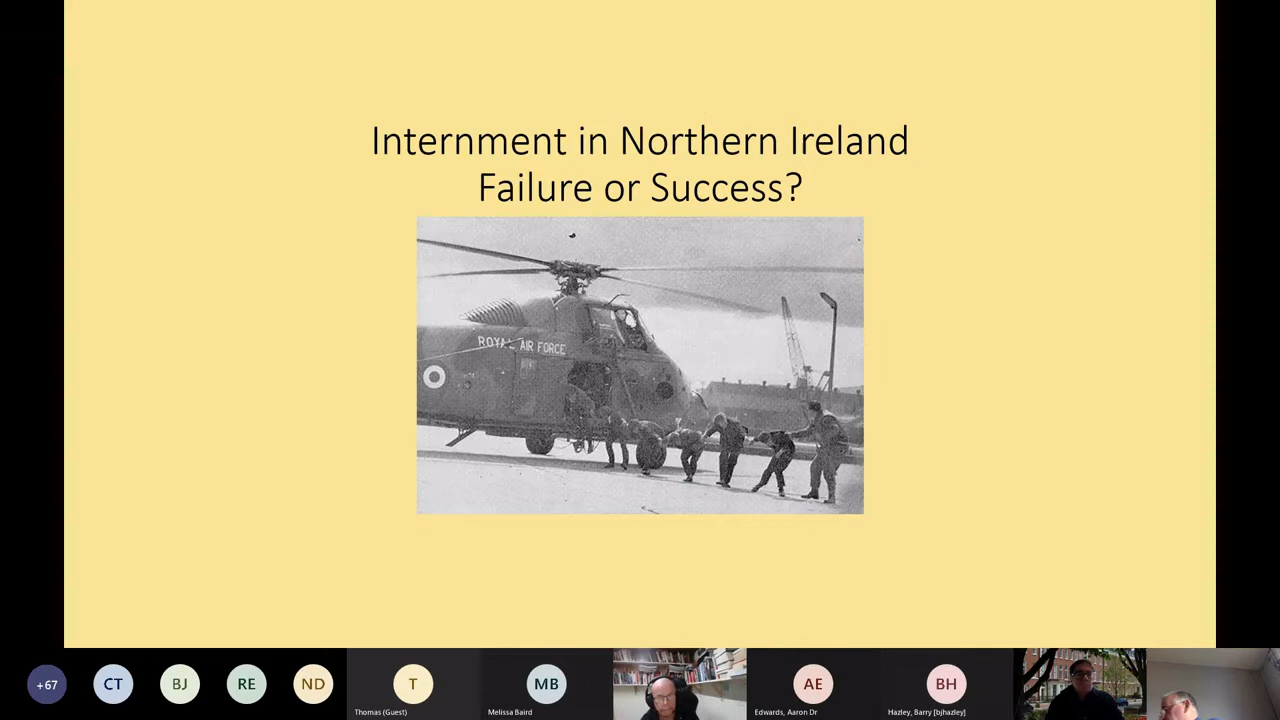 Internment in Northern Ireland
Failure or Success?
ROYAL AIR FORCE
+67
CT
BJ
RE
ND
T
Thomas (Guest)
MB
Melissa Baird
AE
Edwards, Aaron Dr
BH
Hazley, Barry [bjhazley]